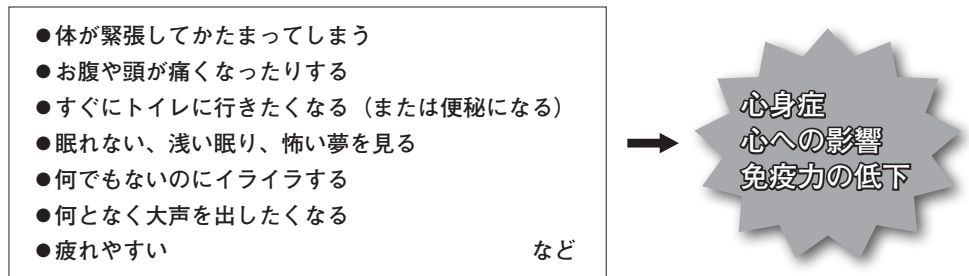 ●体が緊張してかたまってしまう
●お腹や頭が痛くなったりする
●すぐにトイレに行きたくなる（または便秘になる）
●眠れない、浅い眠り、怖い夢を見る
●何でもないのにイライラする
●何となく大声を出したくなる
●疲れやすい　など
心身症
心への影響
免疫力の低下